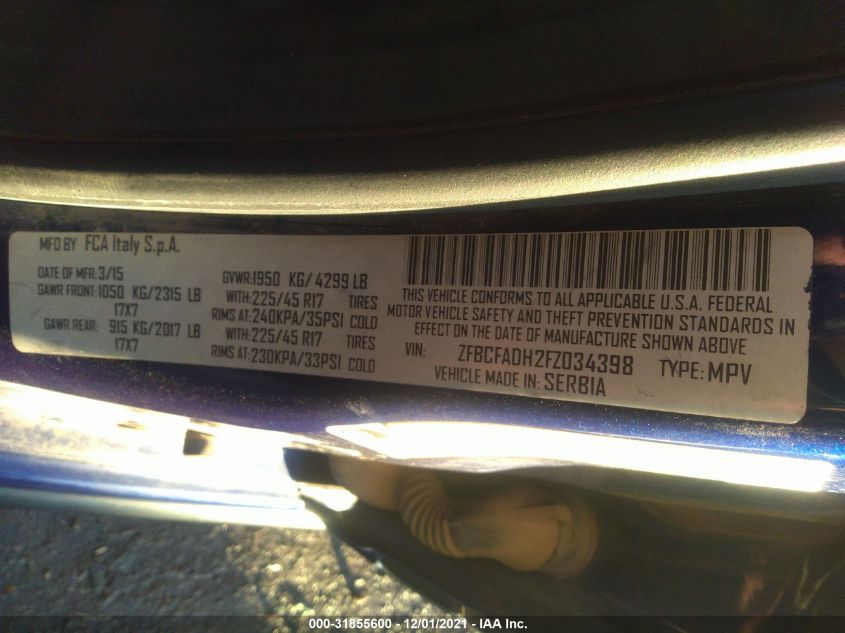 MFD BY FCA Italy S.p.A.
DATE OF MFR: 3/15 GVWR: 1950 KG/ 4299 LB
GAWR FRONT: 1050 KG/2315 LB WITH: 225/45 R17 TIRES
17X7 RIMS AT: 240KPA/35PSI COLD
GAWR REAR: 915 KG/2017 LB WITH: 225/45 R17 TIRES
17X7 RIMS AT: 230KPA/33PSI COLD
THIS VEHICLE CONFORMS TO ALL APPLICABLE U.S.A. FEDERAL
MOTOR VEHICLE SAFETY AND THEFT PREVENTION STANDARDS IN
EFFECT ON THE DATE OF MANUFACTURE SHOWN ABOVE
VIN: ZFBCFADH2FZ034398 TYPE: MPV
VEHICLE MADE IN: SERBIA
000-31855600 - 12/01/2021 - IAA Inc.